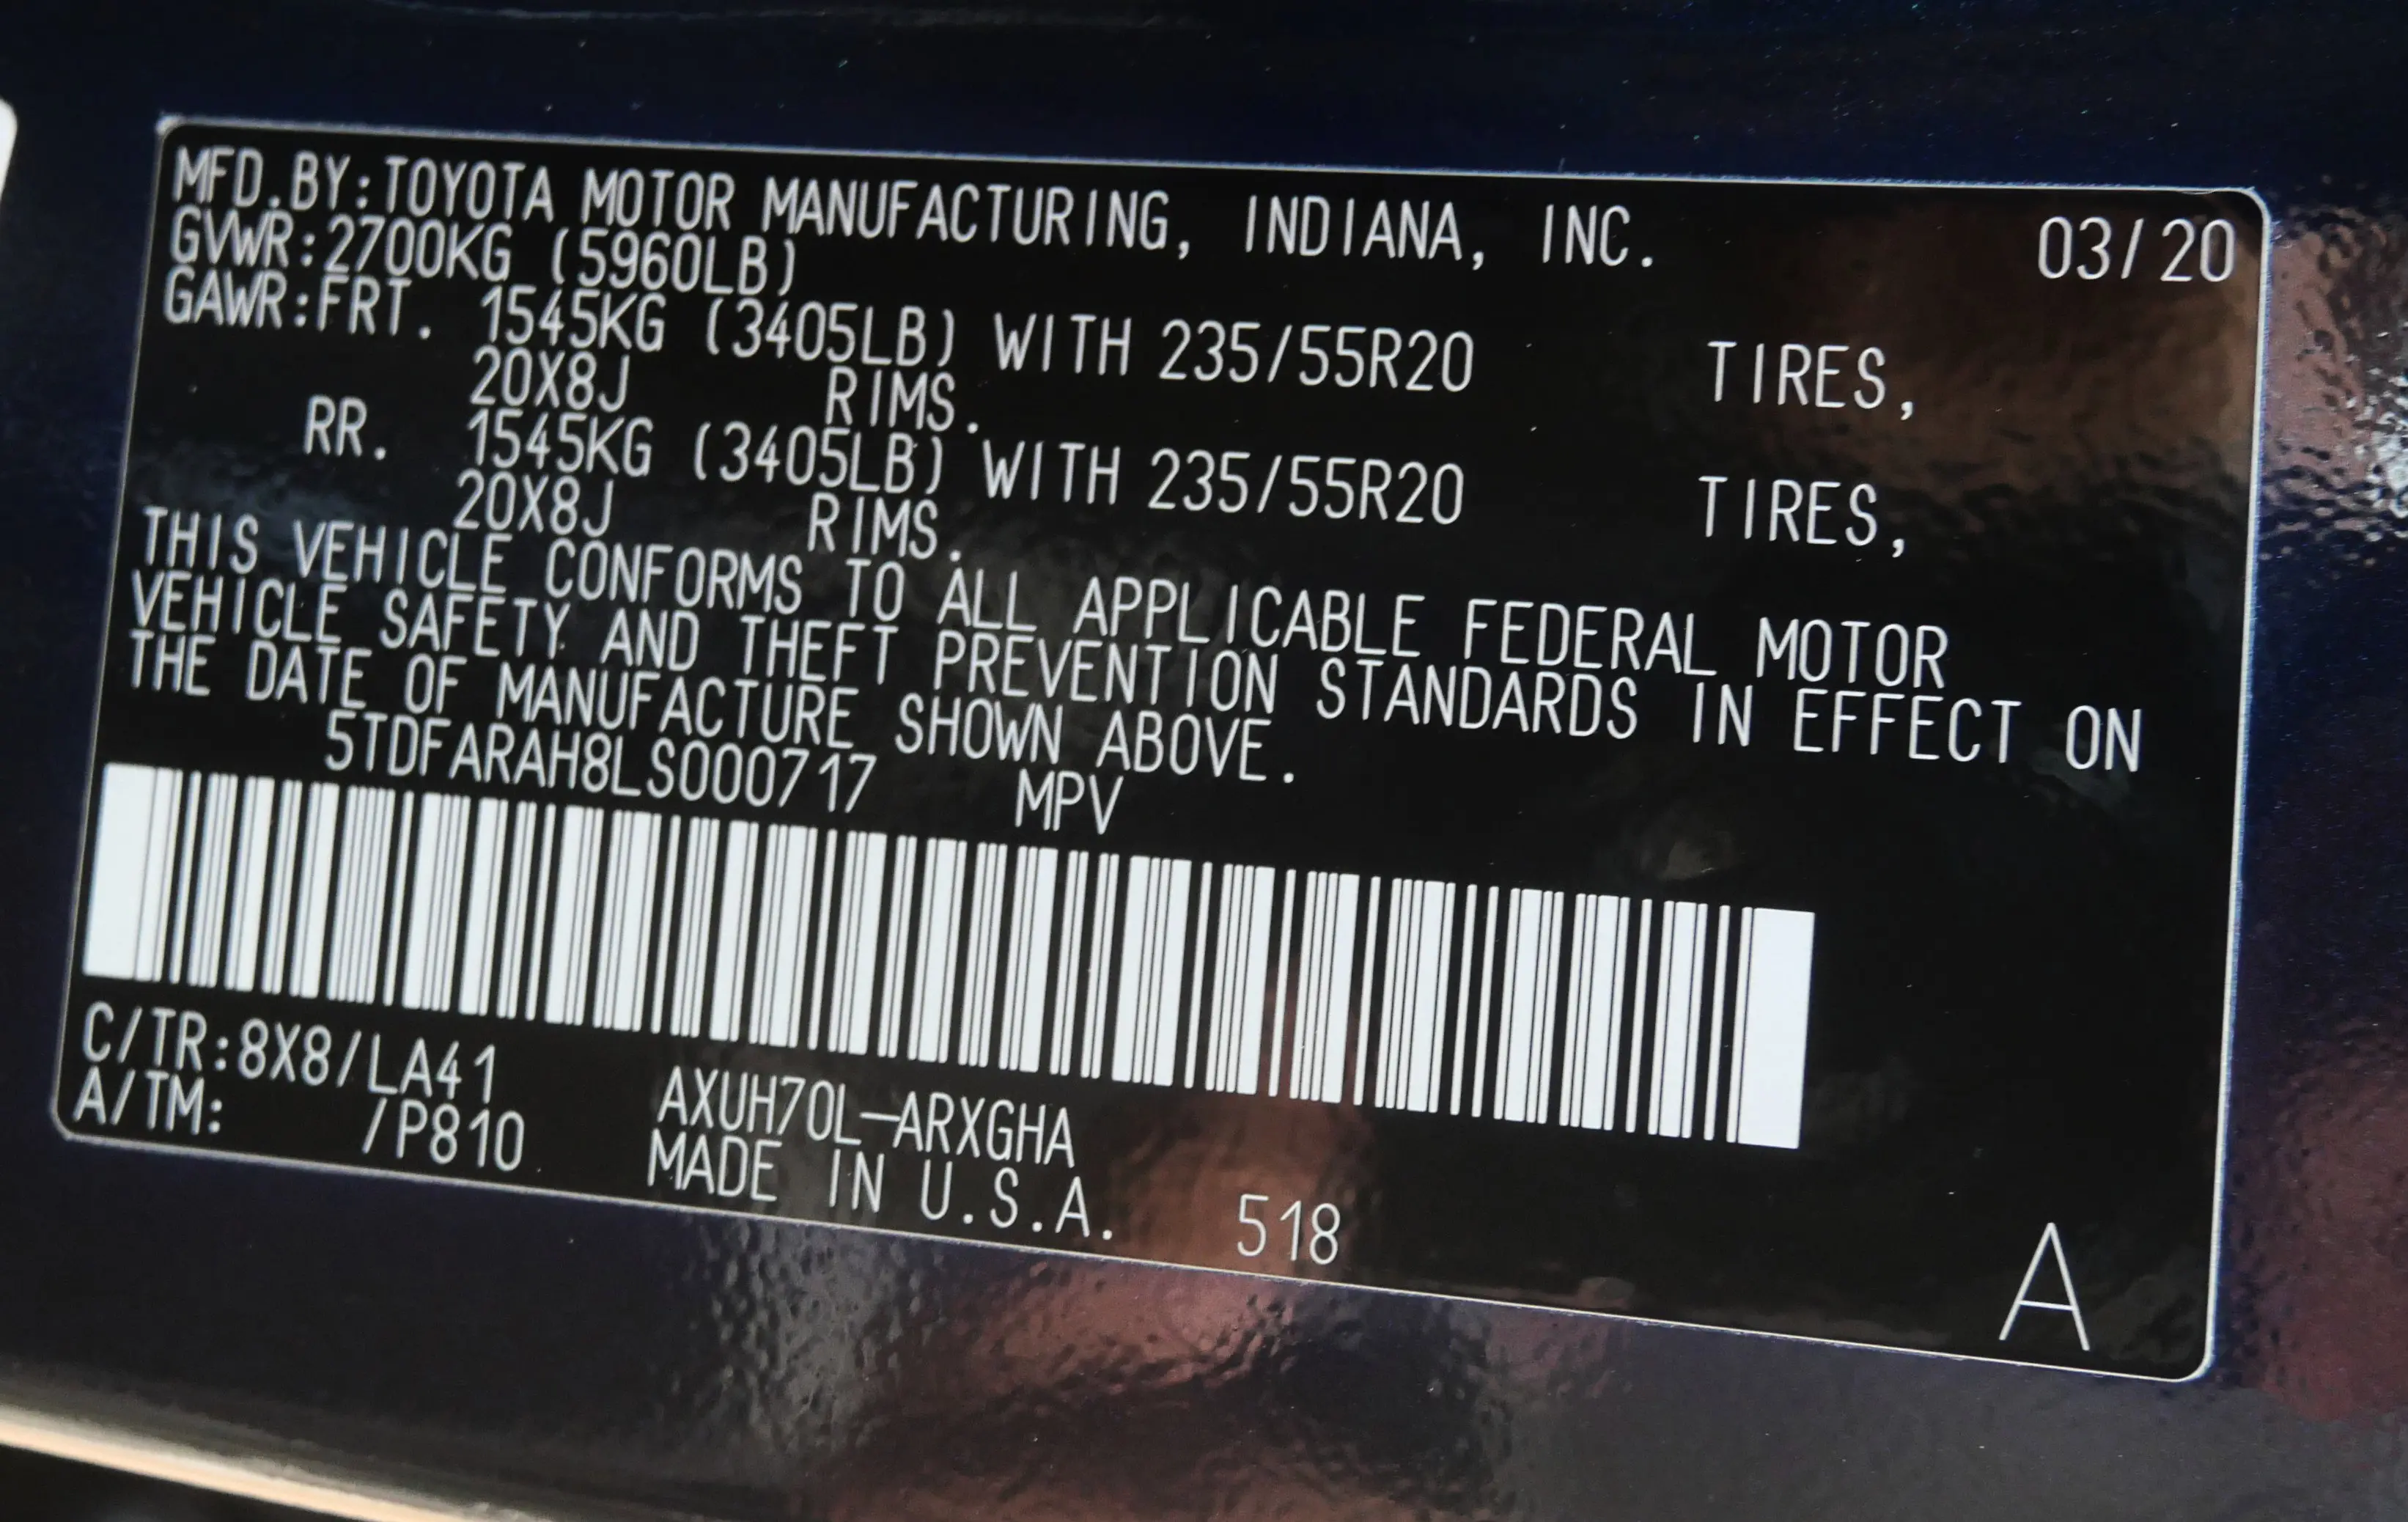 MFD.BY:TOYOTA MOTOR MANUFACTURING, INDIANA, INC. 03/20
GVWR:2700KG (5960LB)
GAWR:FRT. 1545KG (3405LB) WITH 235/55R20 TIRES,
20X8J RIMS.
RR. 1545KG (3405LB) WITH 235/55R20 TIRES,
20X8J RIMS.
THIS VEHICLE CONFORMS TO ALL APPLICABLE FEDERAL MOTOR
VEHICLE SAFETY AND THEFT PREVENTION STANDARDS IN EFFECT ON
THE DATE OF MANUFACTURE SHOWN ABOVE.
5TDFARAH8LS000717 MPV
C/TR:8X8/LA41 AXUH70L-ARXGHA
A/TM: /P810 MADE IN U.S.A. 518
A